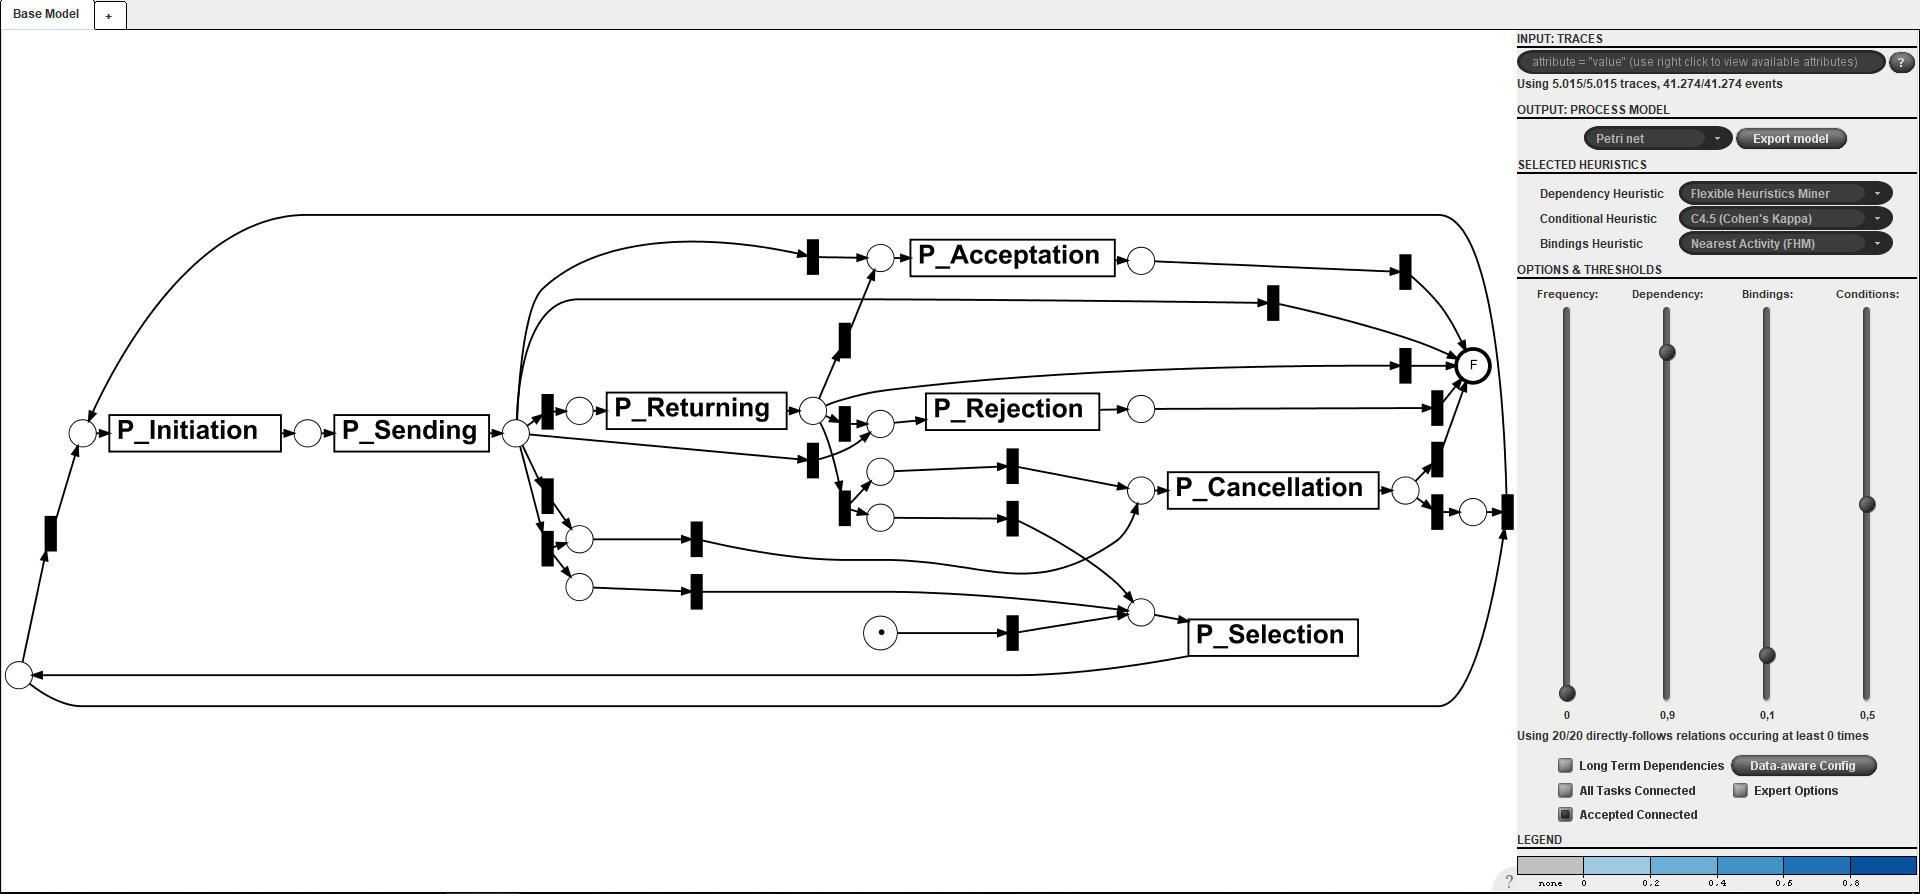 Base Model
+
P_Acceptation
F
P_Returning
P_Rejection
P_Initiation
P_Sending
P_Cancellation
P_Selection
INPUT: TRACES
attribute = "value" (use right click to view available attributes)
?
Using 5.015/5.015 traces, 41.274/41.274 events
OUTPUT: PROCESS MODEL
Petri net
Export model
SELECTED HEURISTICS
Dependency Heuristic
Flexible Heuristics Miner
Conditional Heuristic
C4.5 (Cohen's Kappa)
Bindings Heuristic
Nearest Activity (FHM)
OPTIONS & THRESHOLDS
Frequency: Dependency: Bindings: Conditions:
0 0,9 0,1 0,5
Using 20/20 directly-follows relations occuring at least 0 times
Long Term Dependencies
Data-aware Config
All Tasks Connected
Expert Options
Accepted Connected
LEGEND
none 0 0.2 0.4 0.6 0.8
?